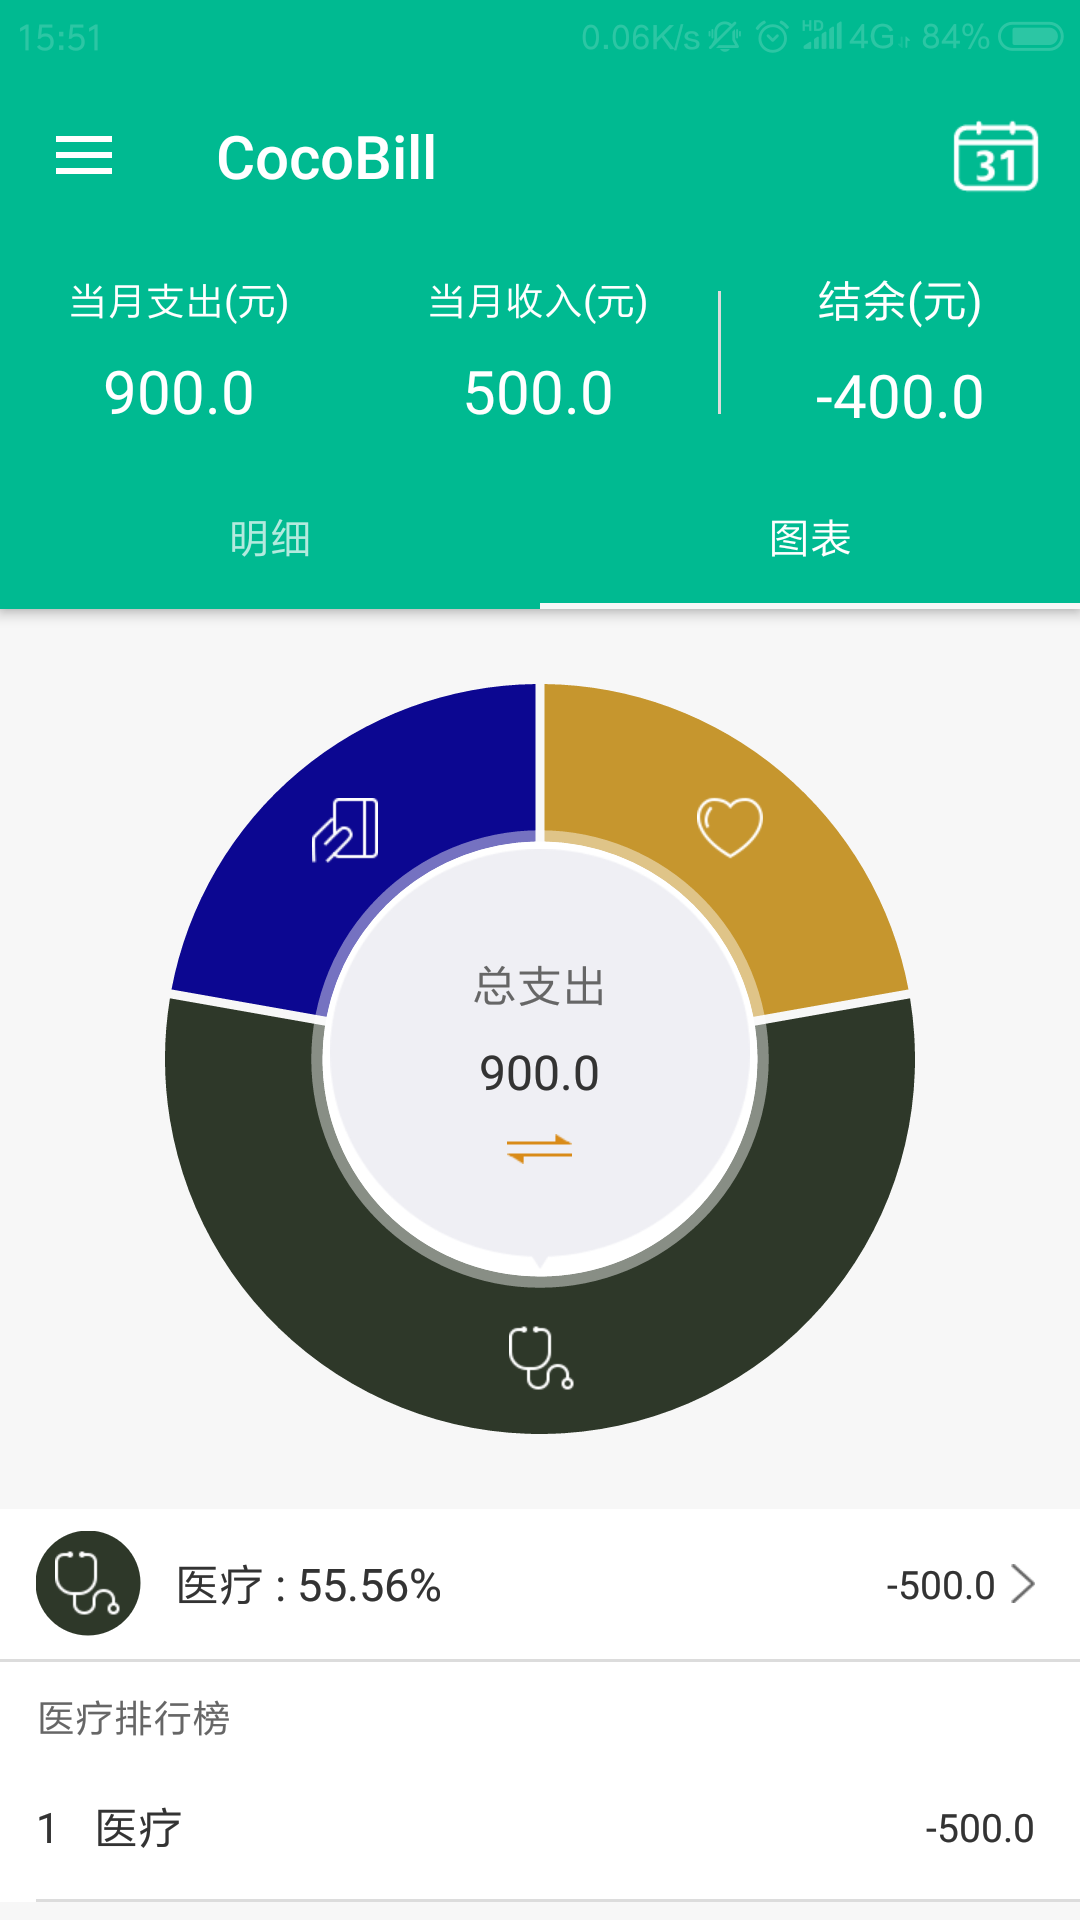 15:51 0.06K/s HD 4G 84%
CocoBill 31
当月支出(元) 当月收入(元) 结余(元)
900.0 500.0 -400.0
明细 图表
总支出
900.0
医疗 : 55.56% -500.0
医疗排行榜
1 医疗 -500.0